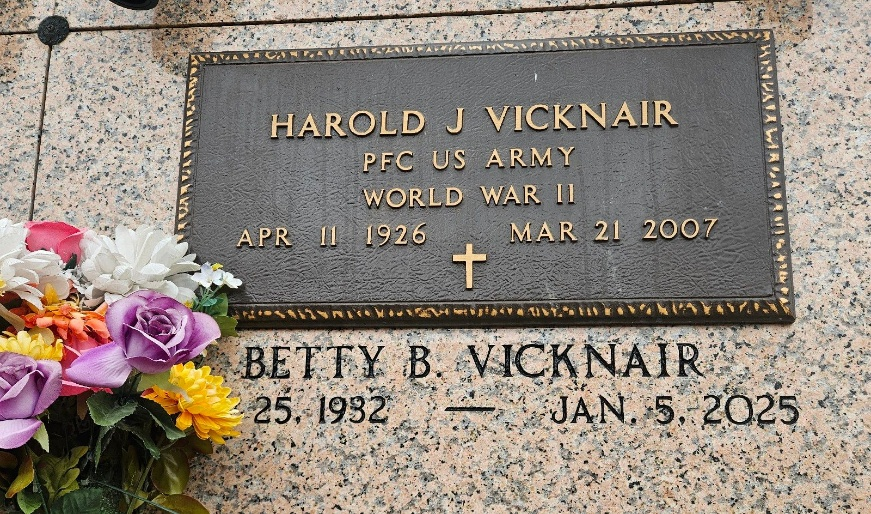 HAROLD J VICKNAIR
PFC US ARMY
WORLD WAR II
APR 11 1926 MAR 21 2007
BETTY B. VICKNAIR
25, 1932 — JAN. 5, 2025